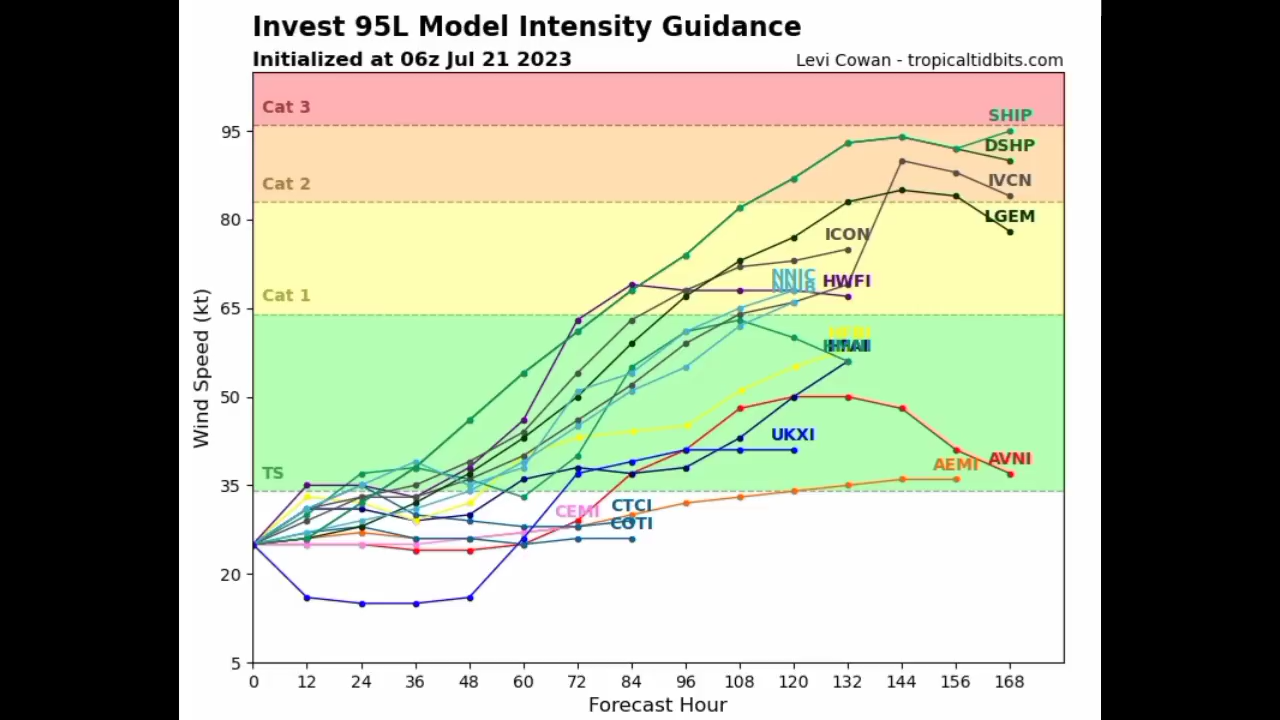 Invest 95L Model Intensity Guidance
Initialized at 06z Jul 21 2023
Levi Cowan - tropicaltidbits.com
Cat 3
SHIP
95
DSHP
Cat 2
IVCN
80
LGEM
ICON
NNIC
HWFI
Cat 1
65
50
UKXI
TS
AVNI
AEMI
35
CTCI
CEMI
COTI
20
5
0 12 24 36 48 60 72 84 96 108 120 132 144 156 168
Wind Speed (kt)
Forecast Hour